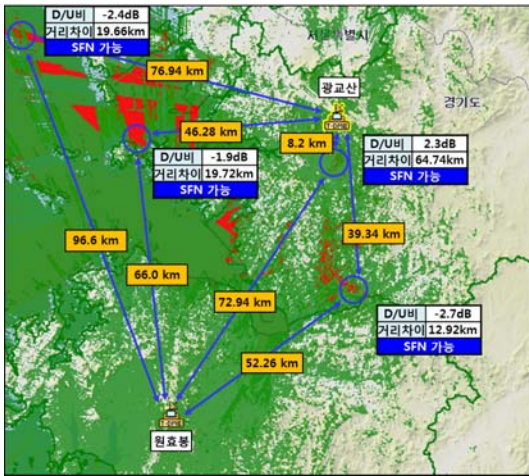 D/U비 -2.4dB
거리차이 19.66km
SFN 가능
서울특별시
76.94 km
광교산
경기도
46.28 km
8.2 km
D/U비 2.3dB
거리차이 64.74km
SFN 가능
D/U비 -1.9dB
거리차이 19.72km
SFN 가능
96.6 km
66.0 km
39.34 km
72.94 km
D/U비 -2.7dB
거리차이 12.92km
SFN 가능
52.26 km
원효봉